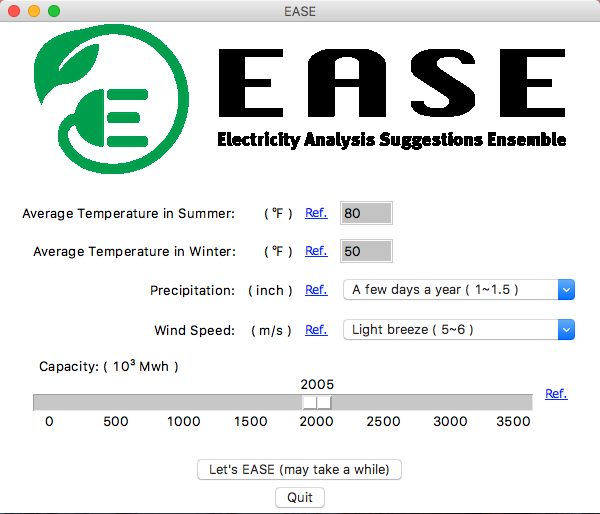 EASE
EASE
Electricity Analysis Suggestions Ensemble
Average Temperature in Summer: ( °F ) Ref. 80
Average Temperature in Winter: ( °F ) Ref. 50
Precipitation: ( inch ) Ref. A few days a year ( 1~1.5 )
Wind Speed: ( m/s ) Ref. Light breeze ( 5~6 )
Capacity: ( 10³ Mwh )
2005
Ref.
0 500 1000 1500 2000 2500 3000 3500
Let's EASE (may take a while)
Quit